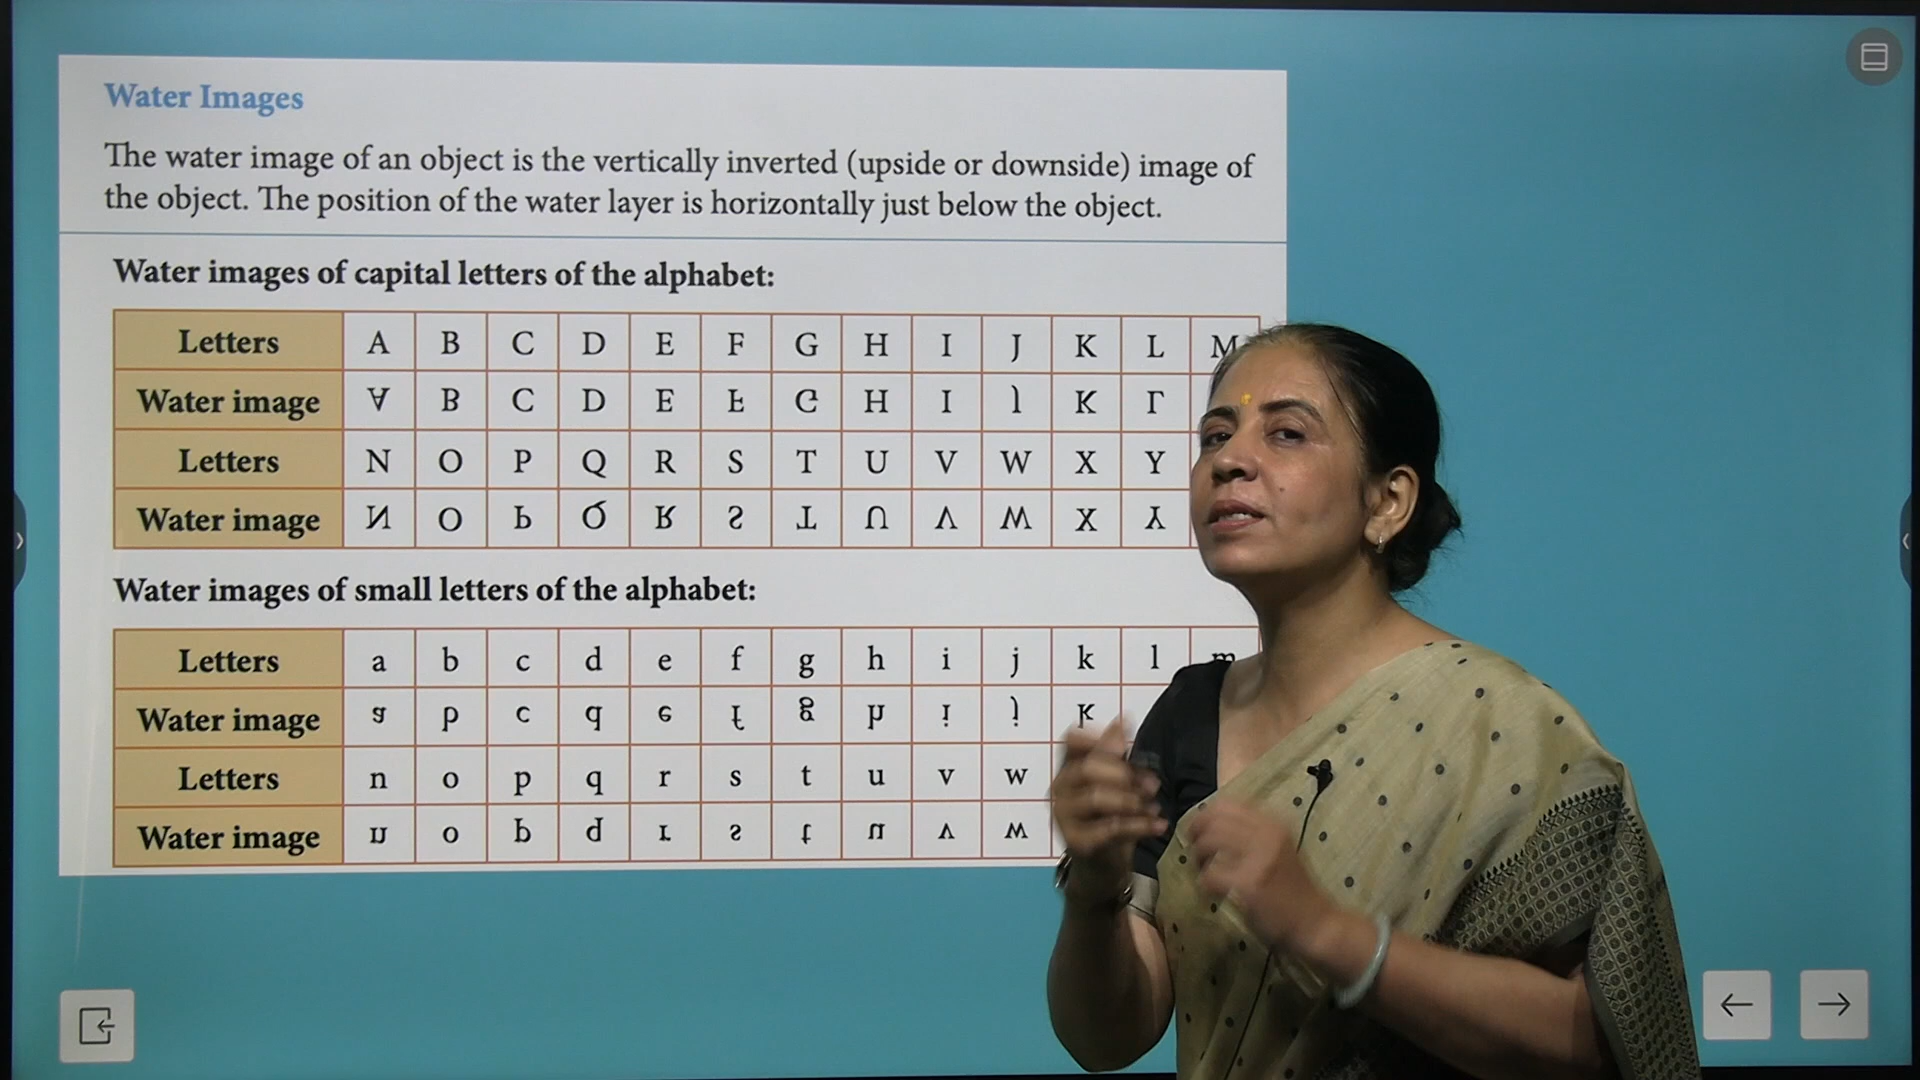 Water Images
The water image of an object is the vertically inverted (upside or downside) image of
the object. The position of the water layer is horizontally just below the object.
Water images of capital letters of the alphabet:
Letters A B C D E F G H I J K L M
Water image ∀ B C D E
Letters N O P Q R S T U V W X Y
Water image И O Ь
Water images of small letters of the alphabet:
Letters a b c d e f g h i j k l m
Water image
Letters n o p q r s t u v w
Water image